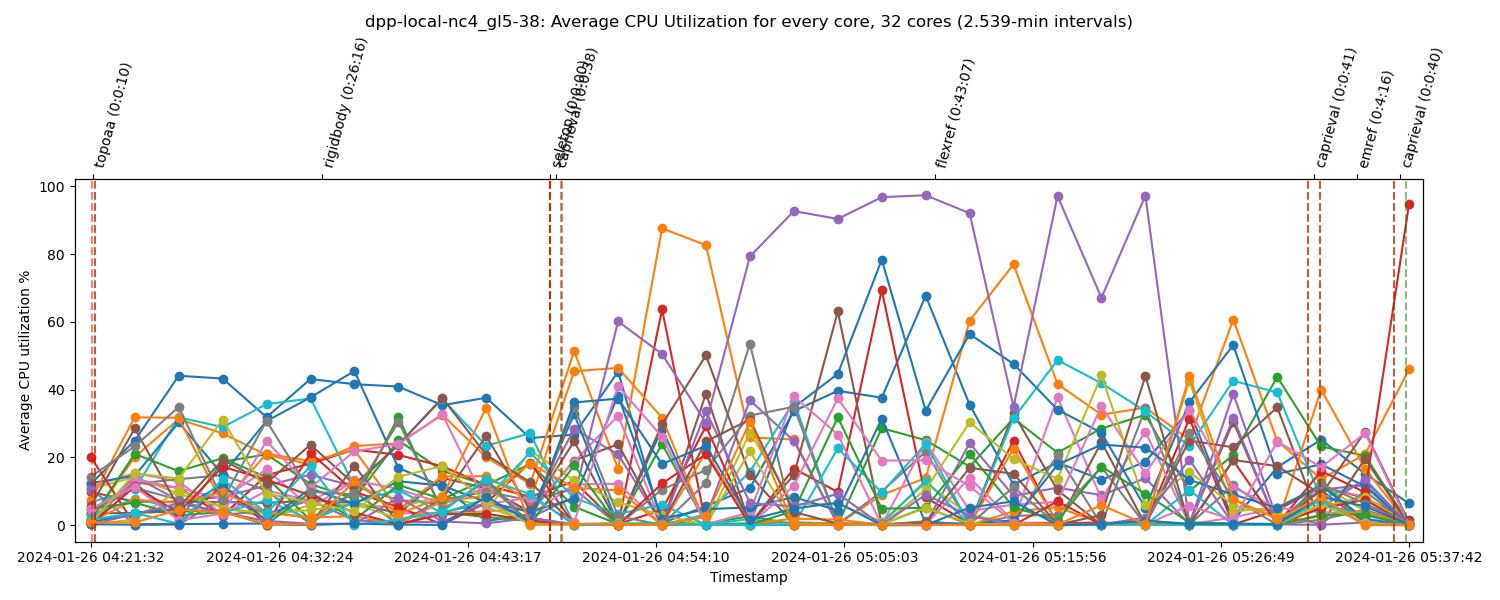 dpp-local-nc4_gl5-38: Average CPU Utilization for every core, 32 cores (2.539-min intervals)
topoaa (0:0:10)
rigidbody (0:26:16)
seletop (0:0:00)
caprieval (0:0:38)
flexref (0:43:07)
caprieval (0:0:41)
emref (0:4:16)
caprieval (0:0:40)
Average CPU utilization %
100
80
60
40
20
0
2024-01-26 04:21:32
2024-01-26 04:32:24
2024-01-26 04:43:17
2024-01-26 04:54:10
2024-01-26 05:05:03
2024-01-26 05:15:56
2024-01-26 05:26:49
2024-01-26 05:37:42
Timestamp